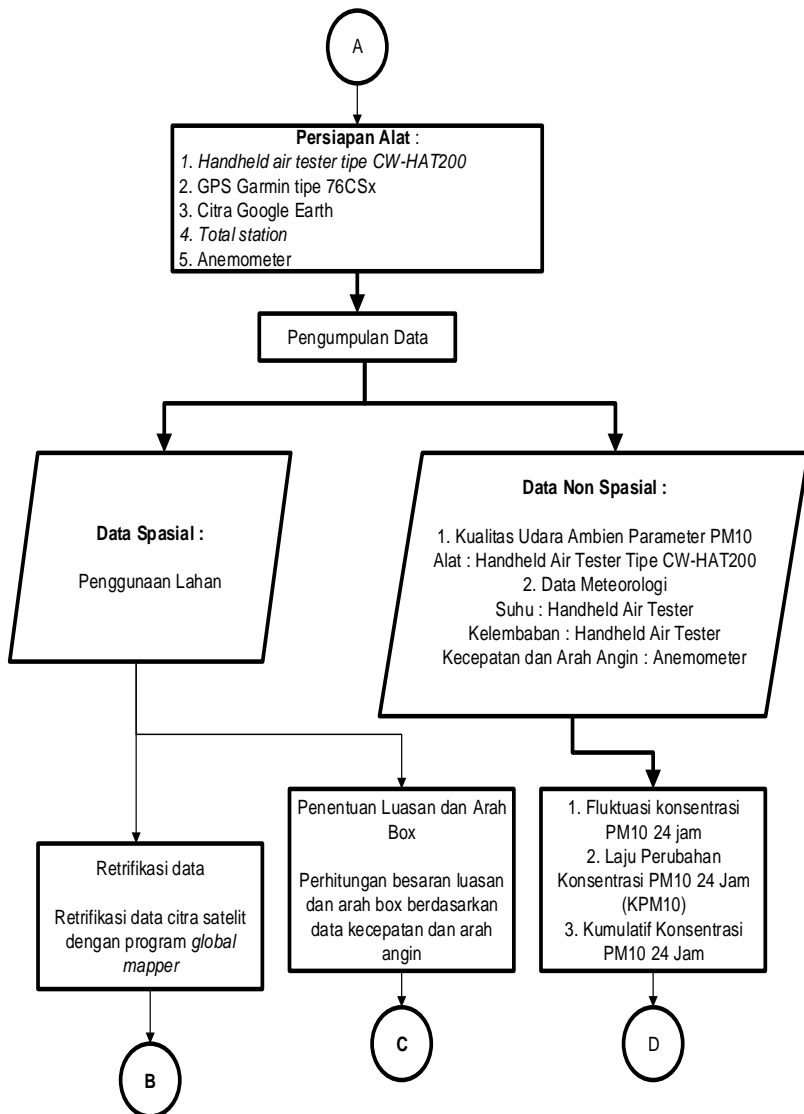 A
Persiapan Alat :
1. Handheld air tester tipe CW-HAT200
2. GPS Garmin tipe 76CSx
3. Citra Google Earth
4. Total station
5. Anemometer
Pengumpulan Data
Data Spasial :
Penggunaan Lahan
Data Non Spasial :
1. Kualitas Udara Ambien Parameter PM10
Alat : Handheld Air Tester Tipe CW-HAT200
2. Data Meteorologi
Suhu : Handheld Air Tester
Kelembaban : Handheld Air Tester
Kecepatan dan Arah Angin : Anemometer
Retrifikasi data
Retrifikasi data citra satelit
dengan program global
mapper
Penentuan Luasan dan Arah
Box
Perhitungan besaran luasan
dan arah box berdasarkan
data kecepatan dan arah
angin
1. Fluktuasi konsentrasi
PM10 24 jam
2. Laju Perubahan
Konsentrasi PM10 24 Jam
(KPM10)
3. Kumulatif Konsentrasi
PM10 24 Jam
B
C
D